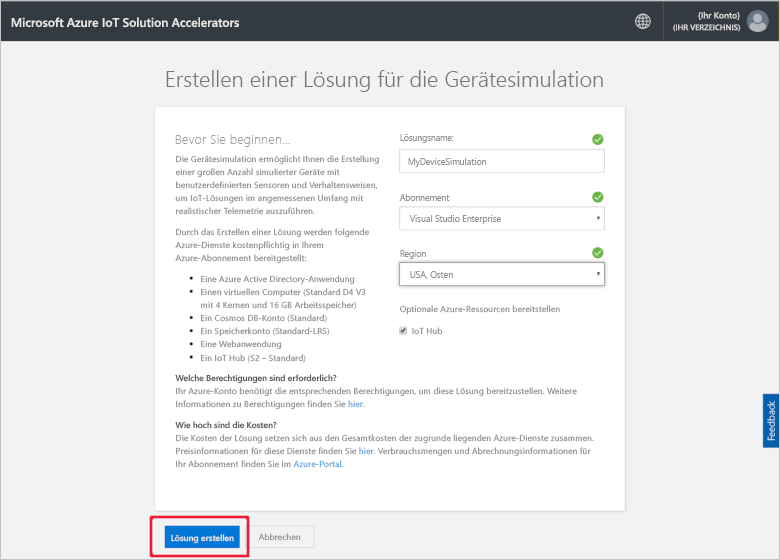 Microsoft Azure IoT Solution Accelerators
{Ihr Konto}
{IHR VERZEICHNIS}
Erstellen einer Lösung für die Gerätesimulation
Bevor Sie beginnen...
Die Gerätesimulation ermöglicht Ihnen die Erstellung
einer großen Anzahl simulierter Geräte mit
benutzerdefinierten Sensoren und Verhaltensweisen,
um IoT-Lösungen im angemessenen Umfang mit
realistischer Telemetrie auszuführen.
Durch das Erstellen einer Lösung werden folgende
Azure-Dienste kostenpflichtig in Ihrem
Azure-Abonnement bereitgestellt:
• Eine Azure Active Directory-Anwendung
• Einen virtuellen Computer (Standard D4 V3
mit 4 Kernen und 16 GB Arbeitsspeicher)
• Ein Cosmos DB-Konto (Standard)
• Ein Speicherkonto (Standard-LRS)
• Eine Webanwendung
• Ein IoT Hub (S2 – Standard)
Lösungsname:
MyDeviceSimulation
Abonnement
Visual Studio Enterprise
Region
USA, Osten
Optionale Azure-Ressourcen bereitstellen
IoT Hub
Welche Berechtigungen sind erforderlich?
Ihr Azure-Konto benötigt die entsprechenden Berechtigungen, um diese Lösung bereitzustellen. Weitere
Informationen zu Berechtigungen finden Sie hier.
Wie hoch sind die Kosten?
Die Kosten der Lösung setzen sich aus den Gesamtkosten der zugrunde liegenden Azure-Dienste zusammen.
Preisinformationen für diese Dienste finden Sie hier. Verbrauchsmengen und Abrechnungsinformationen für
Ihr Abonnement finden Sie im Azure-Portal.
Feedback
Lösung erstellen
Abbrechen